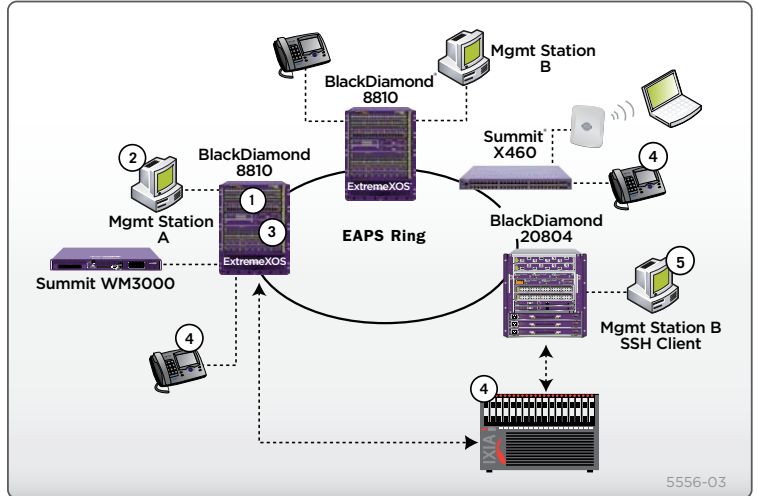 Mgmt Station
B
BlackDiamond®
8810
ExtremeXOS®
Summit®
X460
4
2
BlackDiamond
8810
1
3
ExtremeXOS®
Mgmt Station
A
EAPS Ring
BlackDiamond
20804
Summit WM3000
5
Mgmt Station B
SSH Client
4
4
IXIA
5556-03